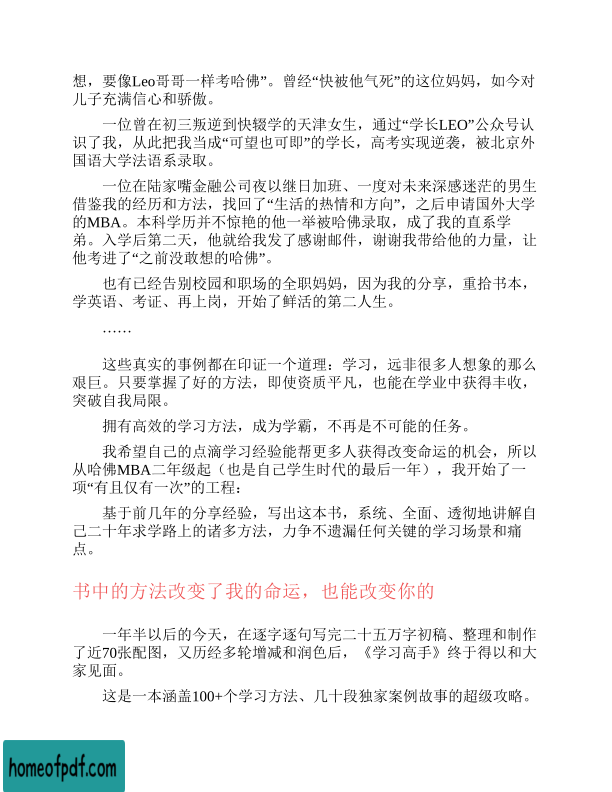 想，要像Leo哥哥一样考哈佛”。曾经“快被他气死”的这位妈妈，如今对
儿子充满信心和骄傲。
一位曾在初三叛逆到快辍学的天津女生，通过“学长LEO”公众号认
识了我，从此把我当成“可望也可即”的学长，高考实现逆袭，被北京外
国语大学法语系录取。
一位在陆家嘴金融公司夜以继日加班、一度对未来深感迷茫的男生
借鉴我的经历和方法，找回了“生活的热情和方向”，之后申请国外大学
的MBA。本科学历并不惊艳的他一举被哈佛录取，成了我的直系学
弟。入学后第二天，他就给我发了感谢邮件，谢谢我带给他的力量，让
他考进了“之前没敢想的哈佛”。
也有已经告别校园和职场的全职妈妈，因为我的分享，重拾书本，
学英语、考证、再上岗，开始了鲜活的第二人生。
……
这些真实的事例都在印证一个道理：学习，远非很多人想象的那么
艰巨。只要掌握了好的方法，即使资质平凡，也能在学业中获得丰收，
突破自我局限。
拥有高效的学习方法，成为学霸，不再是不可能的任务。
我希望自己的点滴学习经验能帮更多人获得改变命运的机会，所以
从哈佛MBA二年级起（也是自己学生时代的最后一年），我开始了一
项“有且仅有一次”的工程：
基于前几年的分享经验，写出这本书，系统、全面、透彻地讲解自
己二十年求学路上的诸多方法，力争不遗漏任何关键的学习场景和痛
点。
书中的方法改变了我的命运，也能改变你的
一年半以后的今天，在逐字逐句写完二十五万字初稿、整理和制作
了近70张配图，又历经多轮增减和润色后，《学习高手》终于得以和大
家见面。
这是一本涵盖100+个学习方法、几十段独家案例故事的超级攻略。
homeofpdf.com